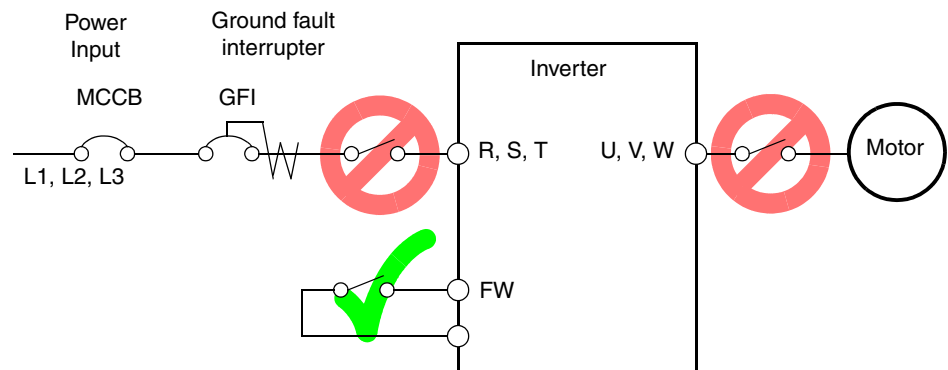 Power
Input
Ground fault
interrupter
MCCB
GFI
Inverter
L1, L2, L3
R, S, T
U, V, W
Motor
FW